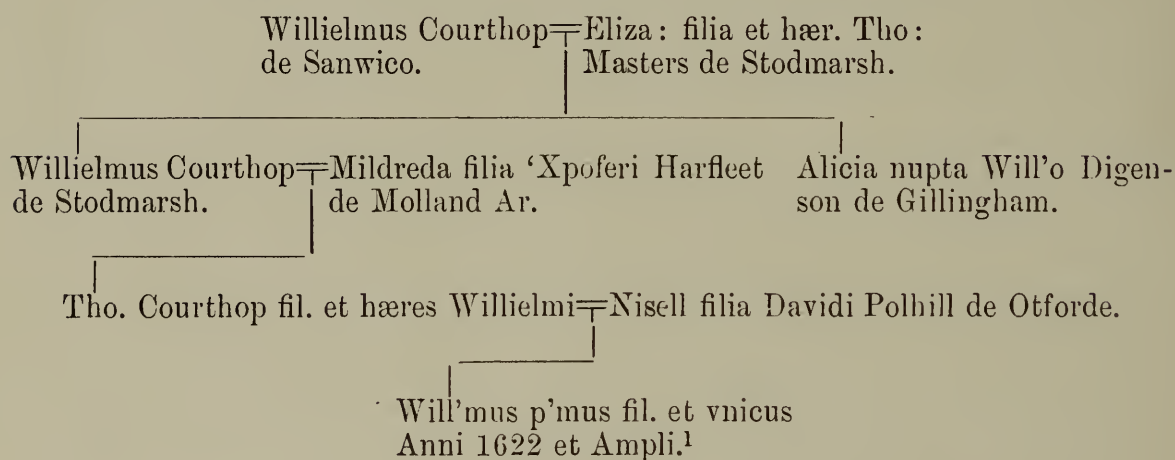 Willielmus Courthop=Eliza: filia et hær. Tho:
de Sanwico. Masters de Stodmarsh.
Willielmus Courthop=Mildreda filia ‘Xpoferi Harfleet
de Stodmarsh. de Molland Ar.
Alicia nupta Will’o Digen-
son de Gillingham.
Tho. Courthop fil. et hæres Willielmi=Nisell filia Davidi Polhill de Otforde.
Will’mus p’mus fil. et vnicus
Anni 1622 et Ampli.¹